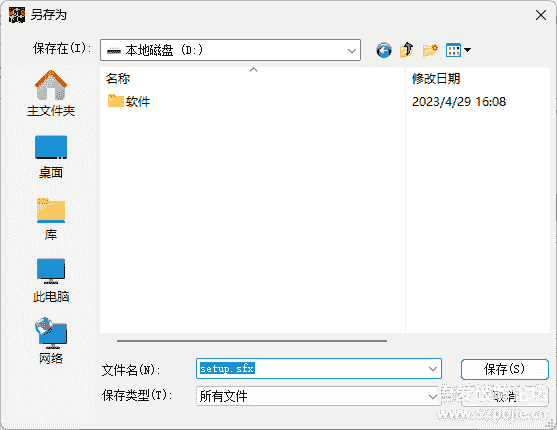 另存为
保存在(I):
本地磁盘 (D:)
名称
修改日期
软件
2023/4/29 16:08
主文件夹
桌面
库
此电脑
网络
文件名(N):
setup.sfx
保存(S)
保存类型(T):
所有文件
取消